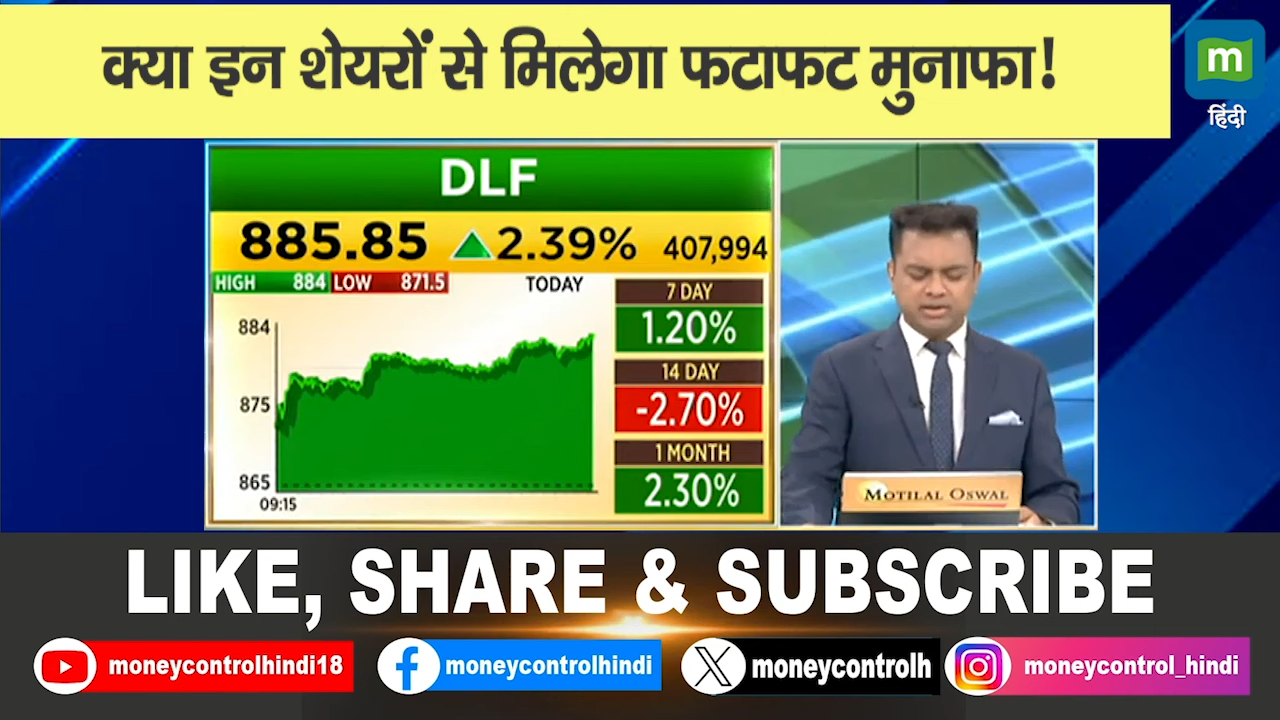 क्या इन शेयरों से मिलेगा फटाफट मुनाफा!
m
हिंदी
DLF
885.85 2.39% 407,994
HIGH 884 LOW 871.5 TODAY
7 DAY
1.20%
14 DAY
-2.70%
1 MONTH
2.30%
884
875
865
09:15
MOTILAL OSWAL
LIKE, SHARE & SUBSCRIBE
moneycontrolhindi18 moneycontrolhindi moneycontrolh moneycontrol_hindi